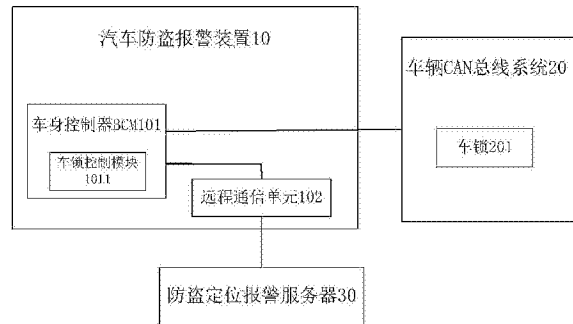 汽车防盗报警装置10
车辆CAN总线系统20
车身控制器BCM101
车锁控制模块
1011
车锁201
远程通信单元102
防盗定位报警服务器30